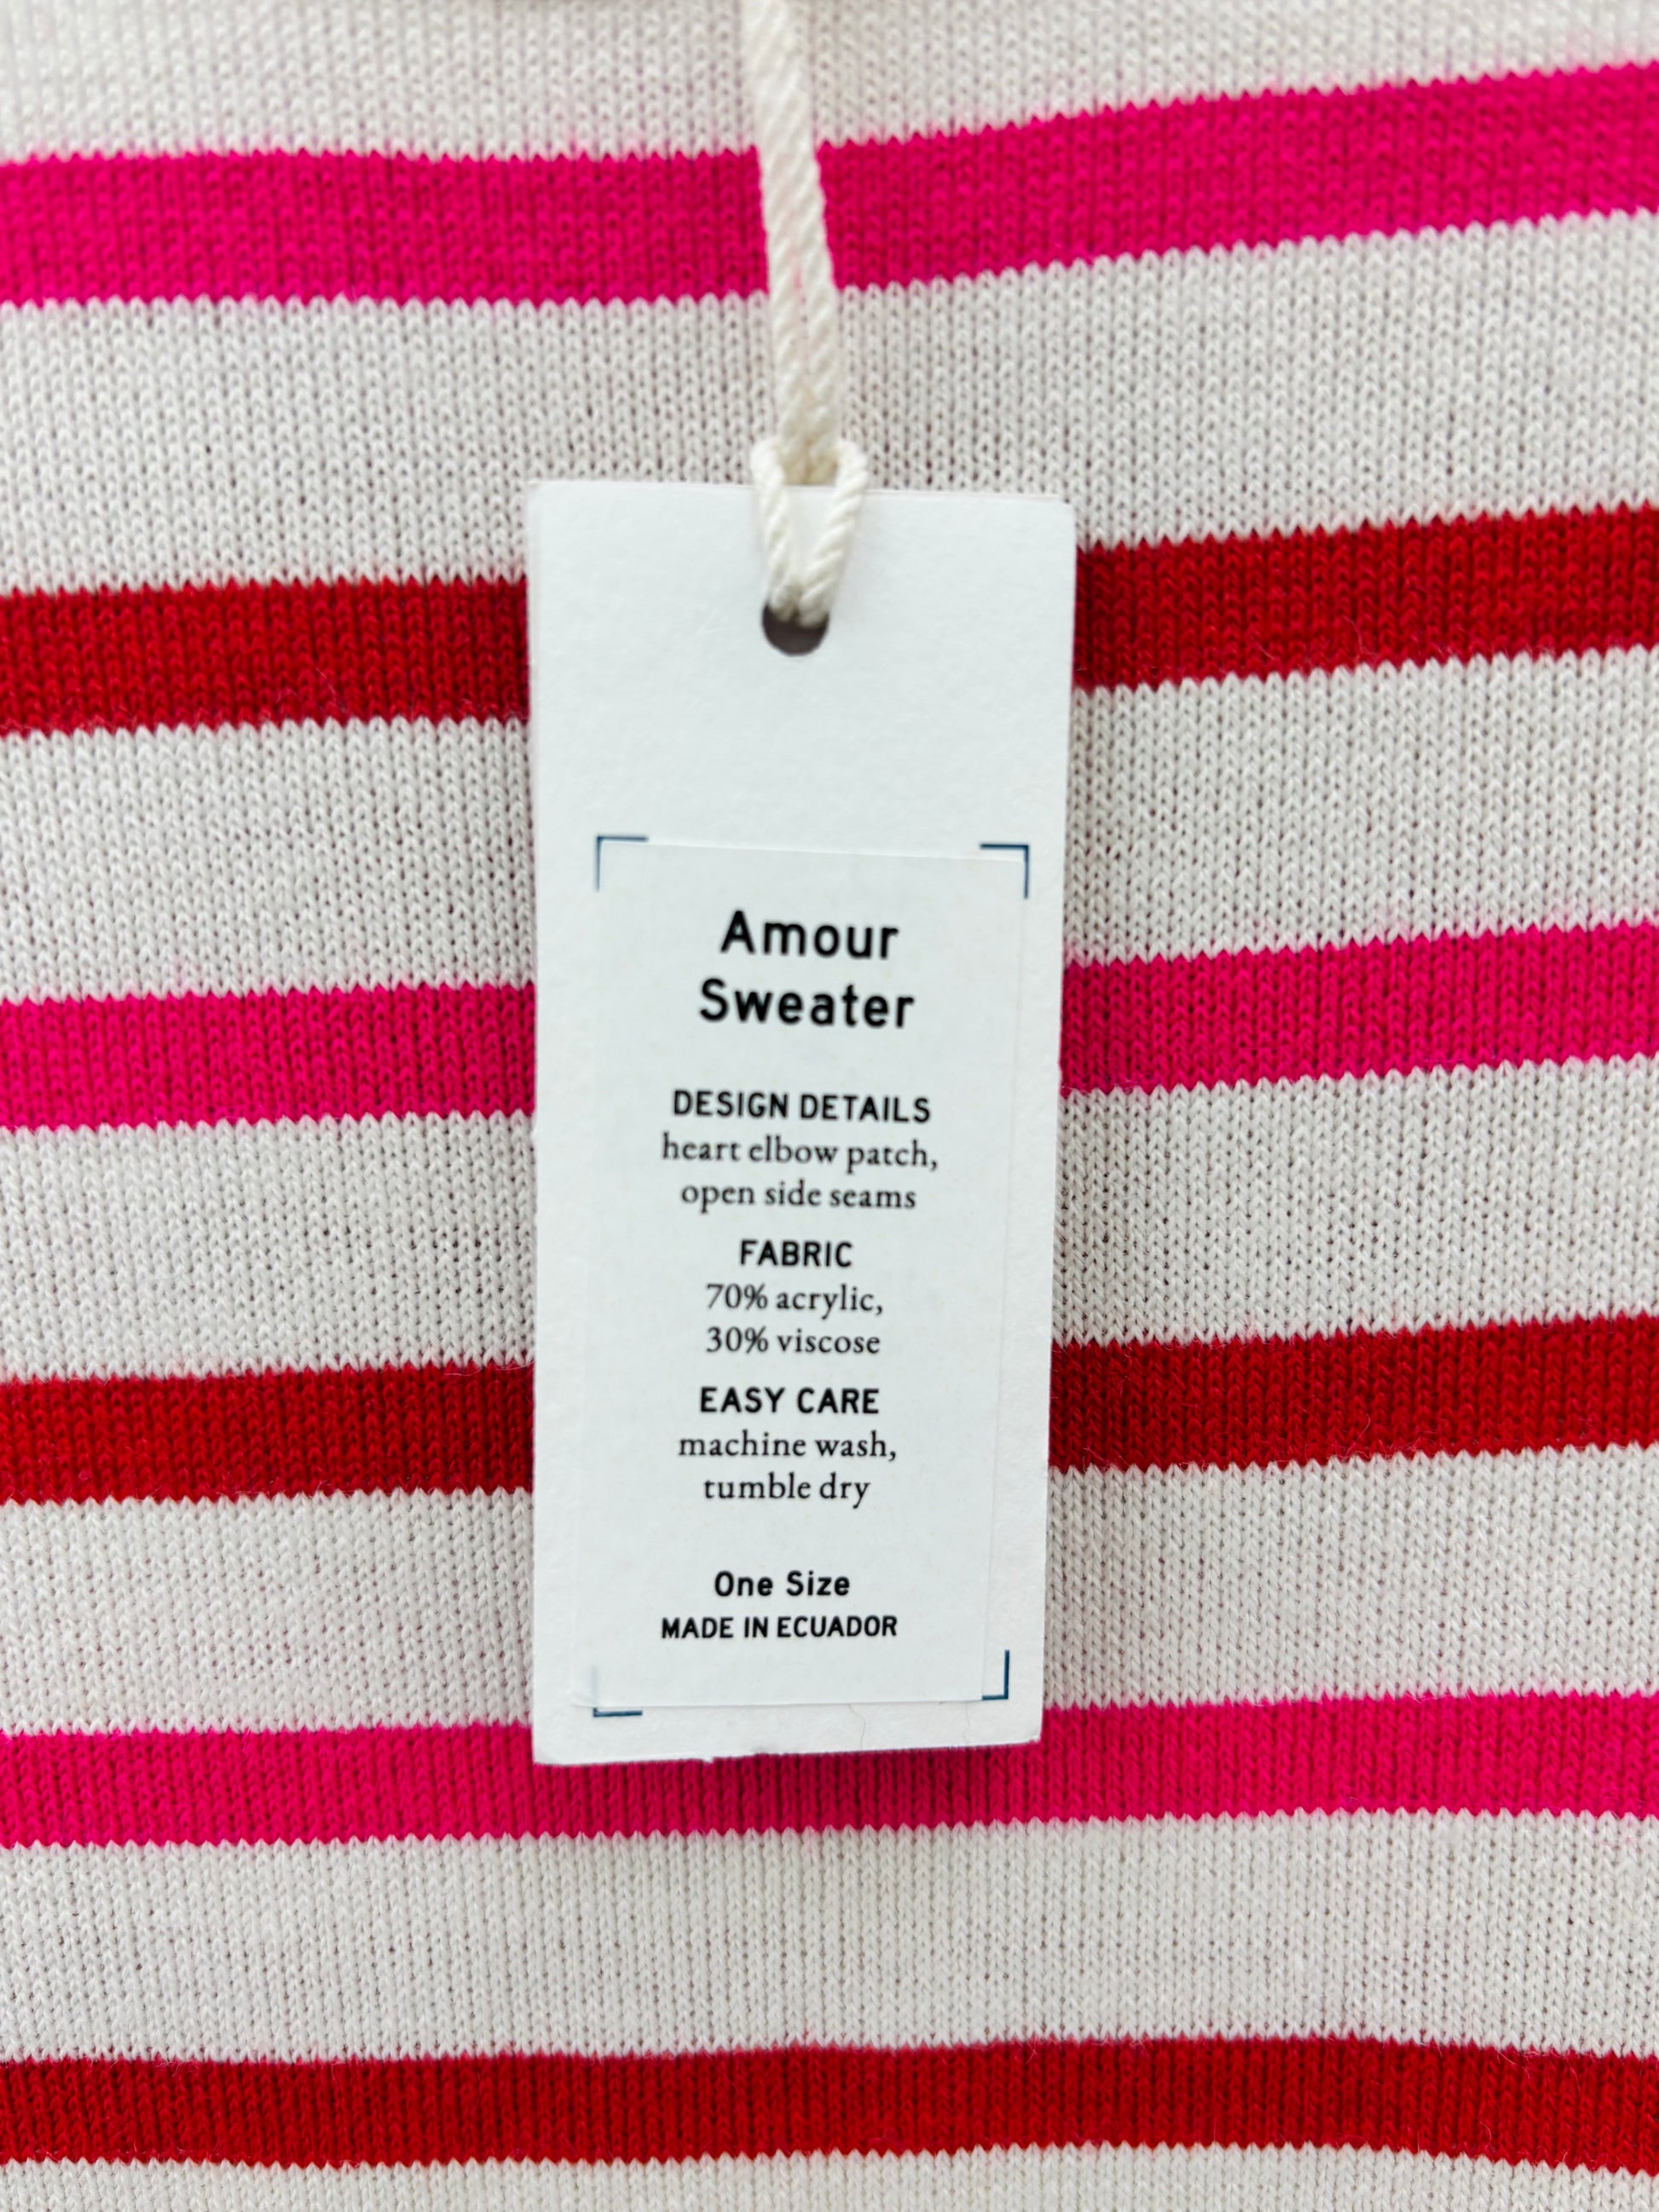 Amour
Sweater
DESIGN DETAILS
heart elbow patch,
open side seams
FABRIC
70% acrylic,
30% viscose
EASY CARE
machine wash,
tumble dry
One Size
MADE IN ECUADOR